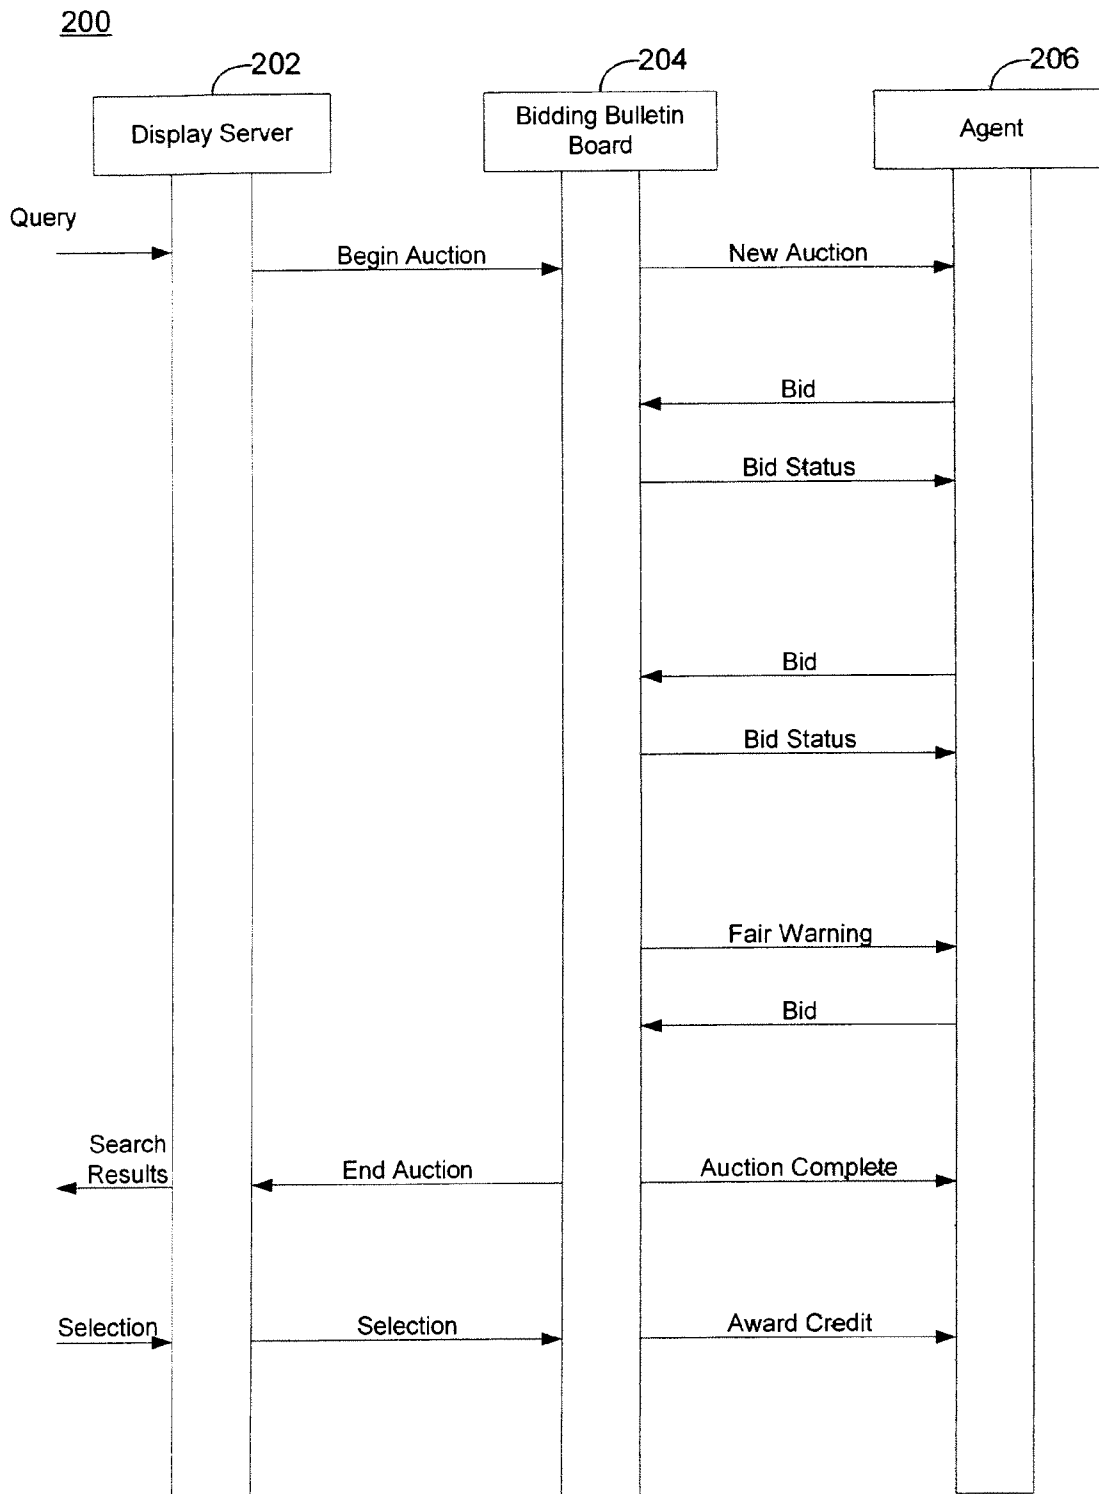 200
202
204
206
Display Server
Bidding Bulletin
Board
Agent
Query
Begin Auction
New Auction
Bid
Bid Status
Bid
Bid Status
Fair Warning
Bid
Search
Results
End Auction
Auction Complete
Selection
Selection
Award Credit